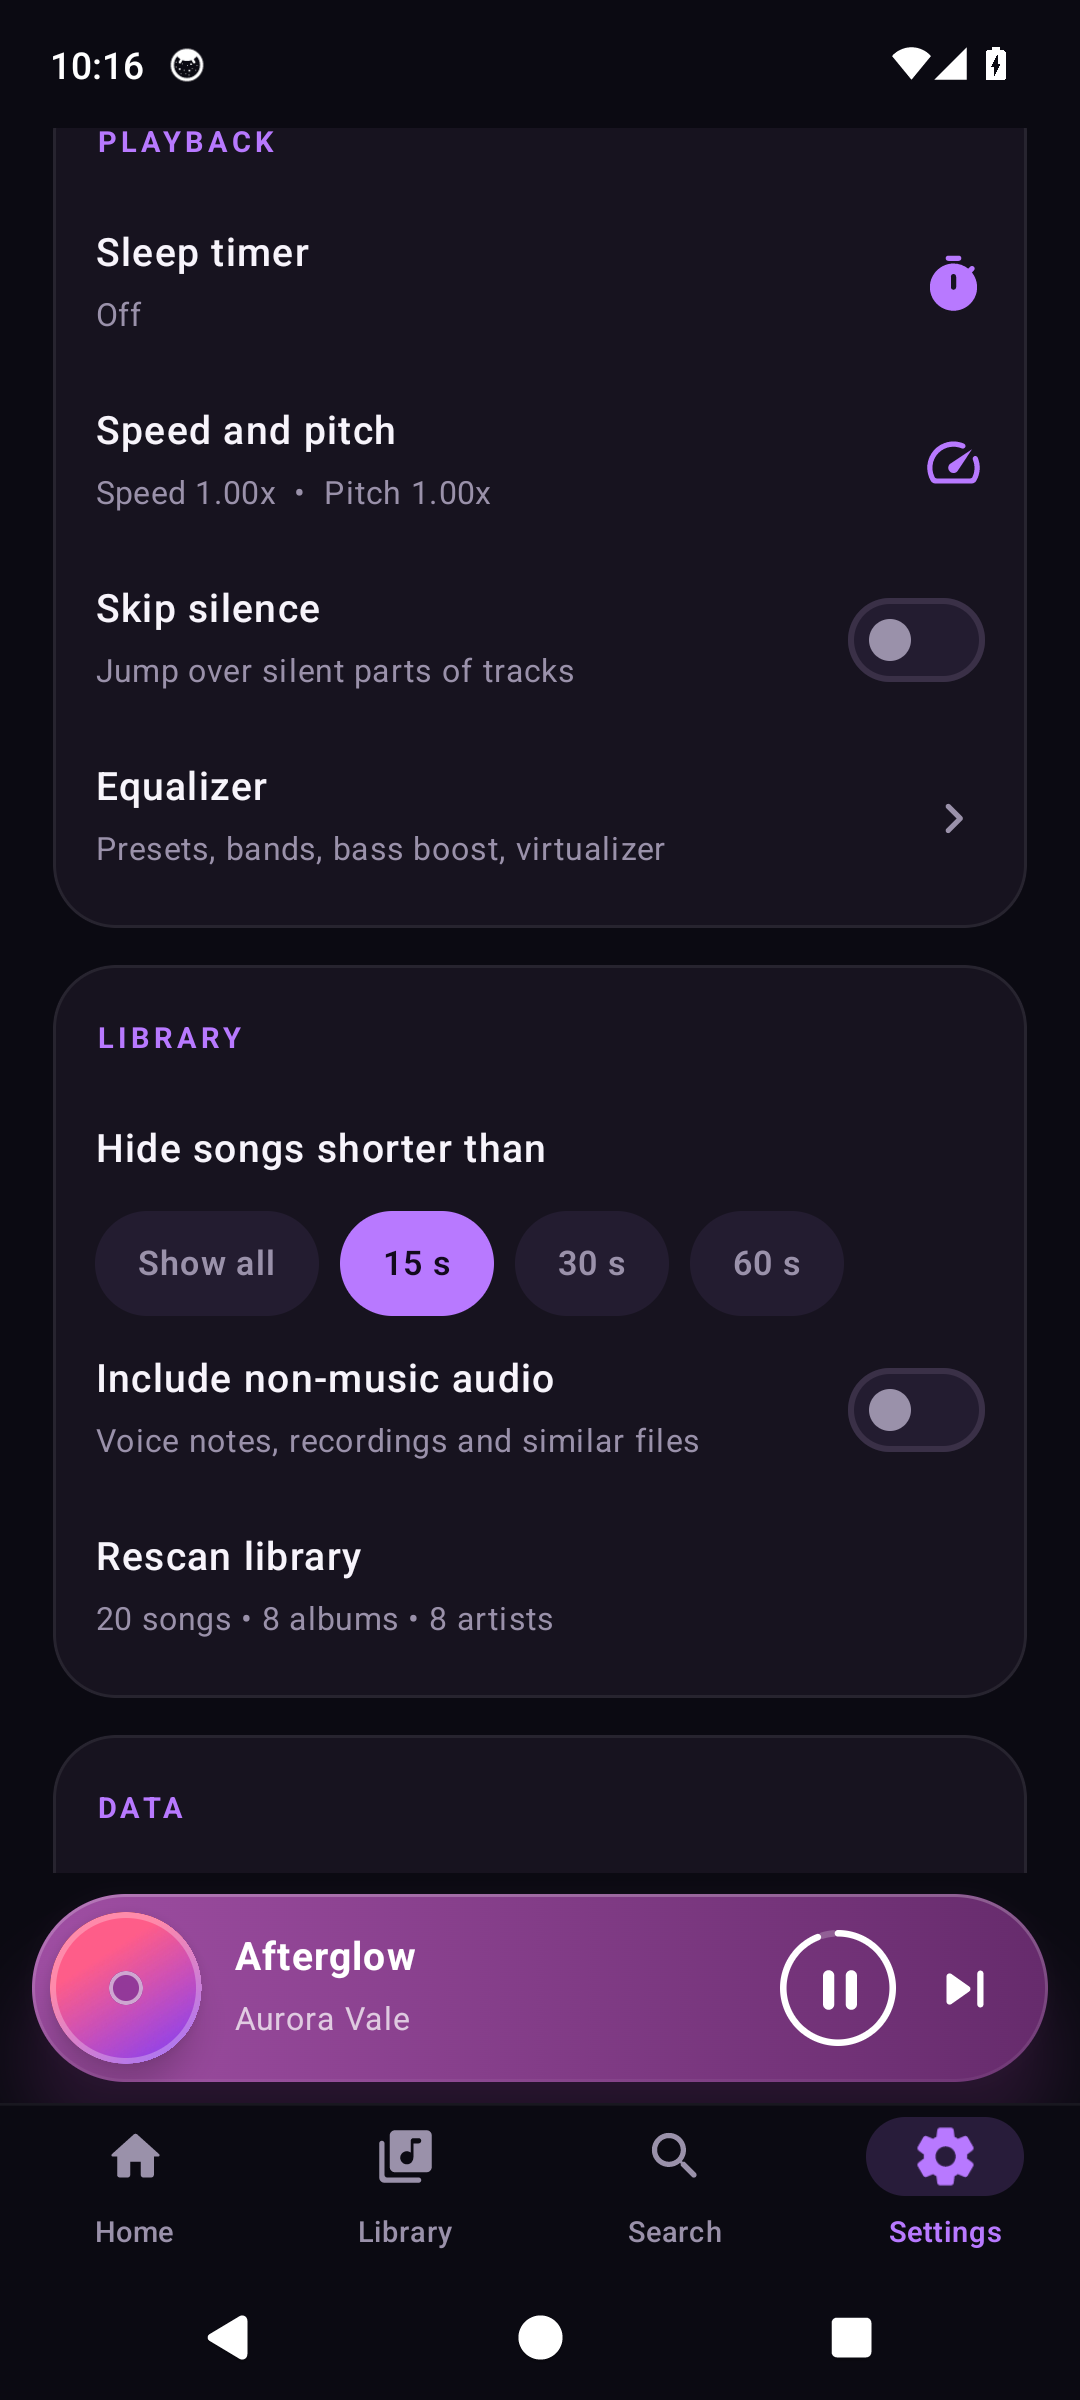 10:16
PLAYBACK
Sleep timer
Off
Speed and pitch
Speed 1.00x • Pitch 1.00x
Skip silence
Jump over silent parts of tracks
Equalizer
Presets, bands, bass boost, virtualizer
LIBRARY
Hide songs shorter than
Show all 15 s 30 s 60 s
Include non-music audio
Voice notes, recordings and similar files
Rescan library
20 songs • 8 albums • 8 artists
DATA
Afterglow
Aurora Vale
Home Library Search Settings